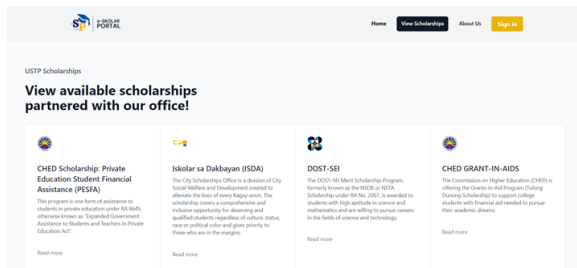 SP e-SKOLAR
PORTAL
Home View Scholarships About Us Sign in
USTP Scholarships
View available scholarships
partnered with our office!
CHED Scholarship: Private
Education Student Financial
Assistance (PESFA)
This program is one form of assistance to
students in private education under RA 8545,
otherwise known as "Expanded Government
Assistance to Students and Teachers in Private
Education Act".
Read more
Iskolar sa Dakbayan (ISDA)
The City Scholarships Office is a division of City
Social Welfare and Development created to
alleviate the lives of every Kagay-anon. The
scholarship covers a comprehensive and
inclusive opportunity for deserving and
qualified students regardless of culture, status,
race or political color and gives priority to
those who are in the margins.
Read more
DOST-SEI
The DOST-SEI Merit Scholarship Program,
formerly known as the NSDB or NSTA
Scholarship under RA No. 2067, is awarded to
students with high aptitude in science and
mathematics and are willing to pursue careers
in the fields of science and technology.
Read more
CHED GRANT-IN-AIDS
The Commission on Higher Education (CHED) is
offering the Grants-in-Aid Program (Tulong
Dunong Scholarship) to support college
students with financial aid needed to pursue
their academic dreams.
Read more